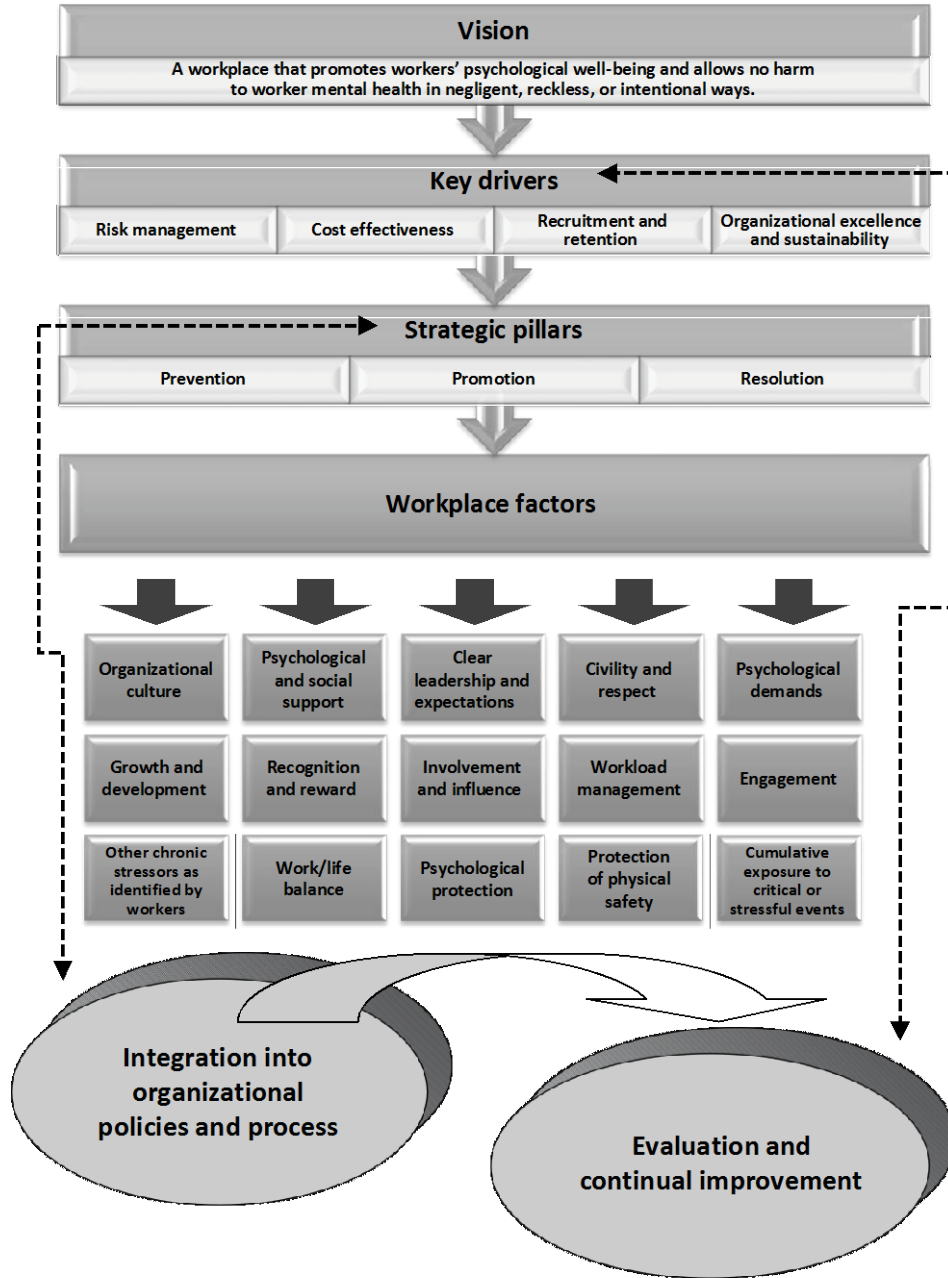 Vision
A workplace that promotes workers’ psychological well-being and allows no harm
to worker mental health in negligent, reckless, or intentional ways.
Key drivers
Risk management
Cost effectiveness
Recruitment and
retention
Organizational excellence
and sustainability
Strategic pillars
Prevention
Promotion
Resolution
Workplace factors
Organizational
culture
Psychological
and social
support
Clear
leadership and
expectations
Civility and
respect
Psychological
demands
Growth and
development
Recognition
and reward
Involvement
and influence
Workload
management
Engagement
Other chronic
stressors as
identified by
workers
Work/life
balance
Psychological
protection
Protection
of physical
safety
Cumulative
exposure to
critical or
stressful events
Integration into
organizational
policies and process
Evaluation and
continual improvement